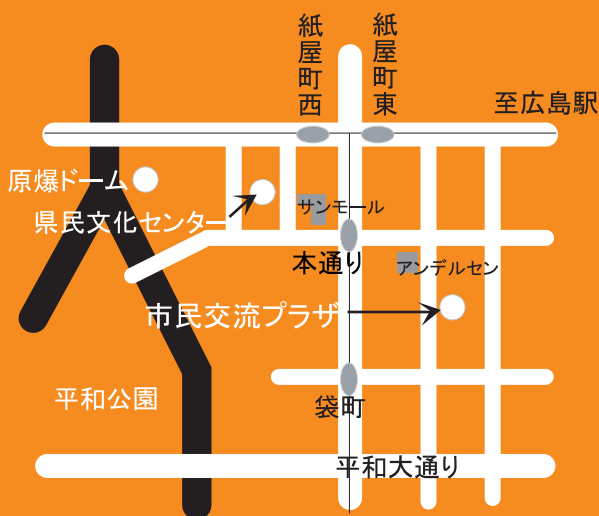 紙屋町西
紙屋町東
至広島駅
原爆ドーム
県民文化センター
サンモール
本通り
アンデルセン
市民交流プラザ
平和公園
袋町
平和大通り